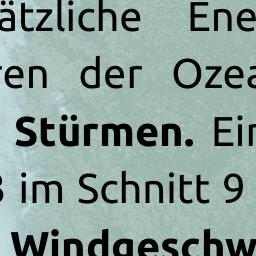 ätzliche Ene
ren der Ozea
Stürmen. Ein
3 im Schnitt 9
Windgeschw